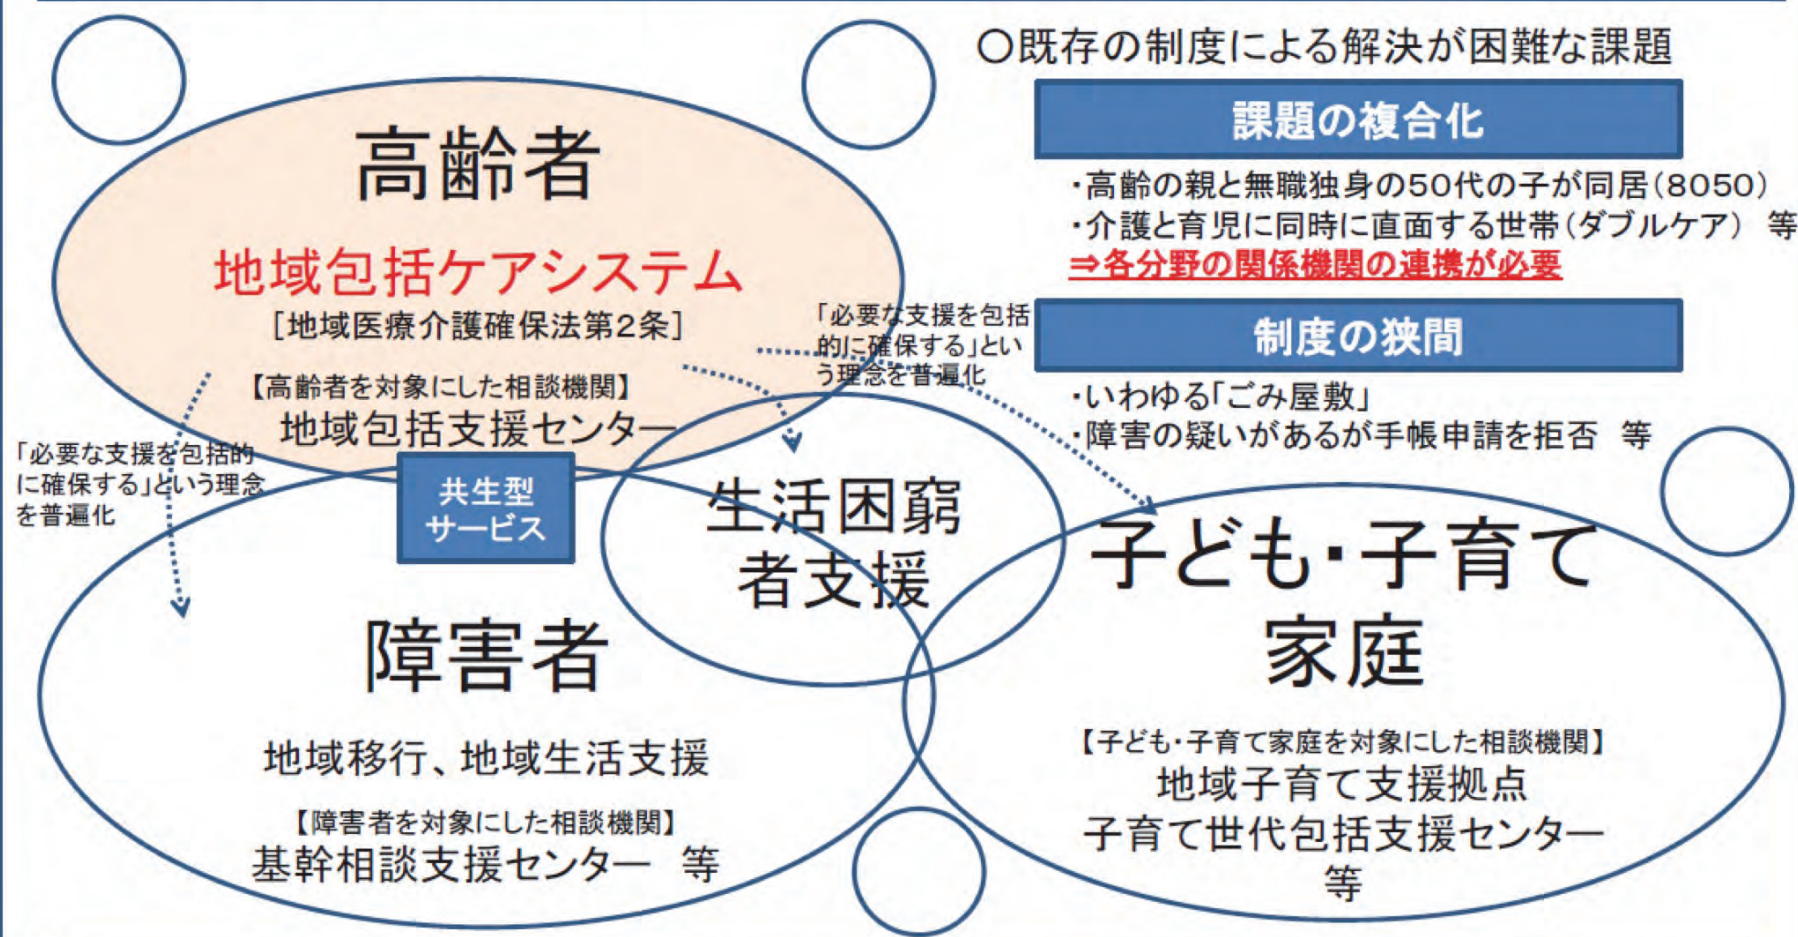 〇既存の制度による解決が困難な課題
課題の複合化
・高齢の親と無職独身の50代の子が同居（8050）
・介護と育児に同時に直面する世帯（ダブルケア）　等
⇒各分野の関係機関の連携が必要
制度の狭間
・いわゆる「ごみ屋敷」
・障害の疑いがあるが手帳申請を拒否　等
高齢者
地域包括ケアシステム
［地域医療介護確保法第2条］
【高齢者を対象にした相談機関】
地域包括支援センター
「必要な支援を包括
的に確保する」とい
う理念を普遍化
「必要な支援を包括的
に確保する」という理念
を普遍化
共生型
サービス
生活困窮
者支援
障害者
地域移行、地域生活支援
【障害者を対象にした相談機関】
基幹相談支援センター　等
子ども・子育て
家庭
【子ども・子育て家庭を対象にした相談機関】
地域子育て支援拠点
子育て世代包括支援センター
等